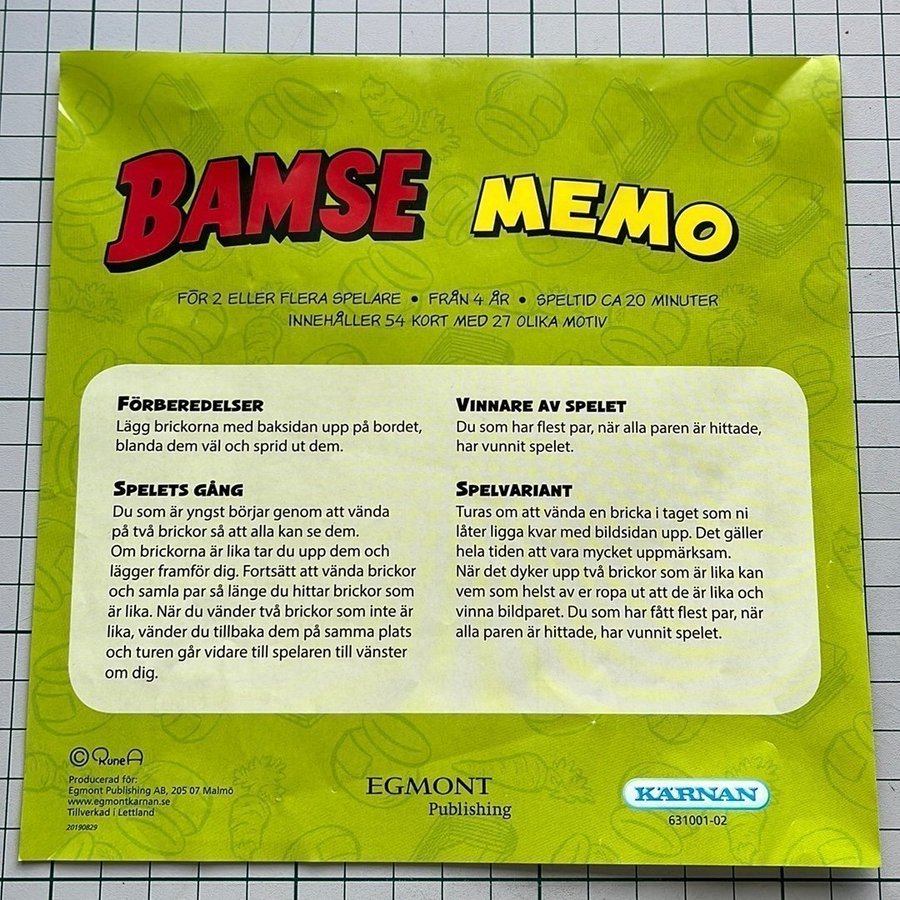 BAMSE MEMO
FÖR 2 ELLER FLERA SPELARE • FRÅN 4 ÅR • SPELTID CA 20 MINUTER
INNEHÅLLER 54 KORT MED 27 OLIKA MOTIV
FÖRBEREDELSER
Lägg brickorna med baksidan upp på bordet,
blanda dem väl och sprid ut dem.
SPELETS GÅNG
Du som är yngst börjar genom att vända
på två brickor så att alla kan se dem.
Om brickorna är lika tar du upp dem och
lägger framför dig. Fortsätt att vända brickor
och samla par så länge du hittar brickor som
är lika. När du vänder två brickor som inte är
lika, vänder du tillbaka dem på samma plats
och turen går vidare till spelaren till vänster
om dig.
VINNARE AV SPELET
Du som har flest par, när alla paren är hittade,
har vunnit spelet.
SPELVARIANT
Turas om att vända en bricka i taget som ni
låter ligga kvar med bildsidan upp. Det gäller
hela tiden att vara mycket uppmärksam.
När det dyker upp två brickor som är lika kan
vem som helst av er ropa ut att de är lika och
vinna bildparet. Du som har fått flest par, när
alla paren är hittade, har vunnit spelet.
© Rune A
Producerad för:
Egmont Publishing AB, 205 07 Malmö
www.egmontkarnan.se
Tillverkad i Lettland
20190829
EGMONT
Publishing
KÄRNAN
631001-02